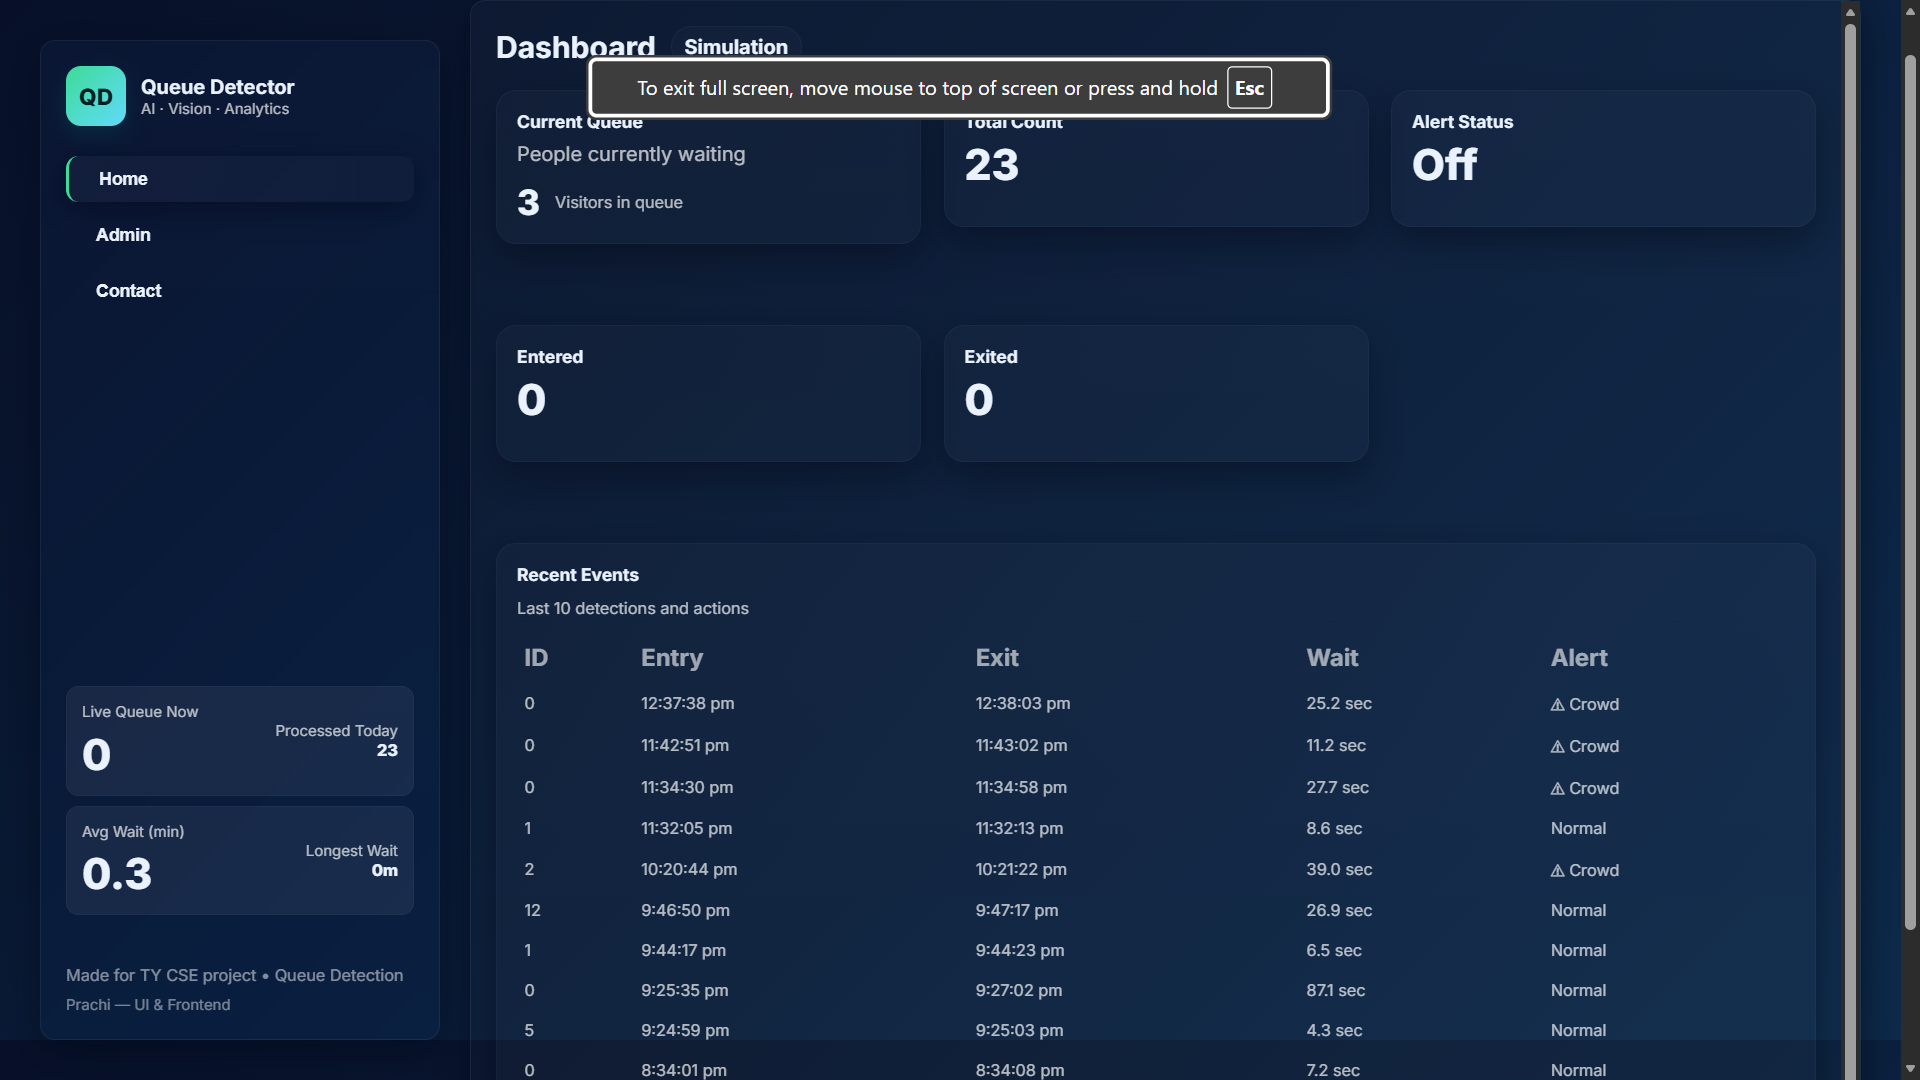 QD
Queue Detector
AI · Vision · Analytics
Home
Admin
Contact
Live Queue Now
0
Processed Today
23
Avg Wait (min)
0.3
Longest Wait
0m
Made for TY CSE project • Queue Detection
Prachi — UI & Frontend
Dashboard
Simulation
To exit full screen, move mouse to top of screen or press and hold Esc
Current Queue
People currently waiting
3 Visitors in queue
Total Count
23
Alert Status
Off
Entered
0
Exited
0
Recent Events
Last 10 detections and actions
ID Entry Exit Wait Alert
0 12:37:38 pm 12:38:03 pm 25.2 sec ⚠ Crowd
0 11:42:51 pm 11:43:02 pm 11.2 sec ⚠ Crowd
0 11:34:30 pm 11:34:58 pm 27.7 sec ⚠ Crowd
1 11:32:05 pm 11:32:13 pm 8.6 sec Normal
2 10:20:44 pm 10:21:22 pm 39.0 sec ⚠ Crowd
12 9:46:50 pm 9:47:17 pm 26.9 sec Normal
1 9:44:17 pm 9:44:23 pm 6.5 sec Normal
0 9:25:35 pm 9:27:02 pm 87.1 sec Normal
5 9:24:59 pm 9:25:03 pm 4.3 sec Normal
0 8:34:01 pm 8:34:08 pm 7.2 sec Normal